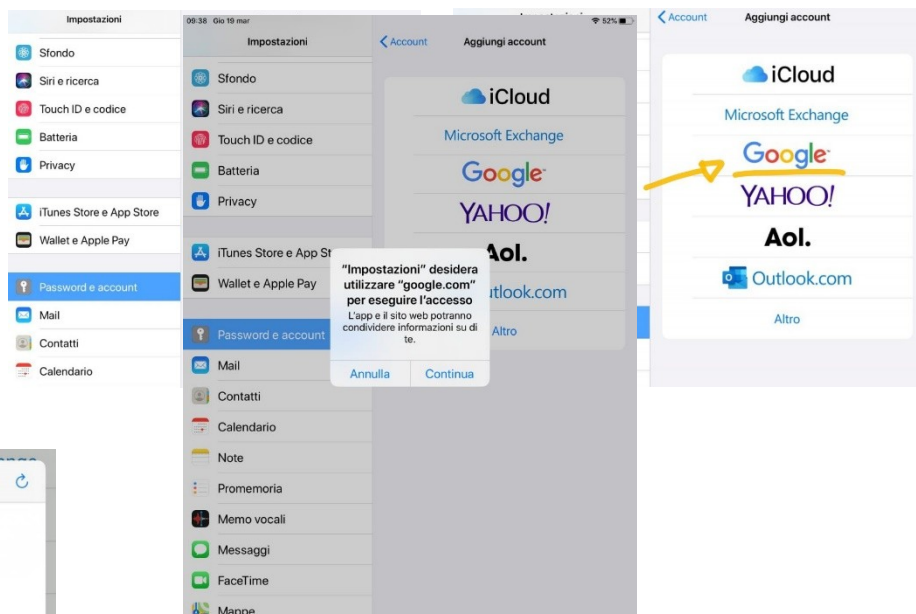 Impostazioni
Sfondo
Siri e ricerca
Touch ID e codice
Batteria
Privacy
iTunes Store e App Store
Wallet e Apple Pay
Password e account
Mail
Contatti
Calendario
09:38 Gio 19 mar
52%
Impostazioni
Sfondo
Siri e ricerca
Touch ID e codice
Batteria
Privacy
iTunes Store e App St
Wallet e Apple Pay
Password e account
Mail
Contatti
Calendario
Note
Promemoria
Memo vocali
Messaggi
FaceTime
Mappe
Account
Aggiungi account
iCloud
Microsoft Exchange
Google
YAHOO!
Aol.
utlook.com
Altro
"Impostazioni" desidera
utilizzare "google.com"
per eseguire l'accesso
L'app e il sito web potranno
condividere informazioni su di
te.
Annulla
Continua
Account
Aggiungi account
iCloud
Microsoft Exchange
Google
YAHOO!
Aol.
Outlook.com
Altro